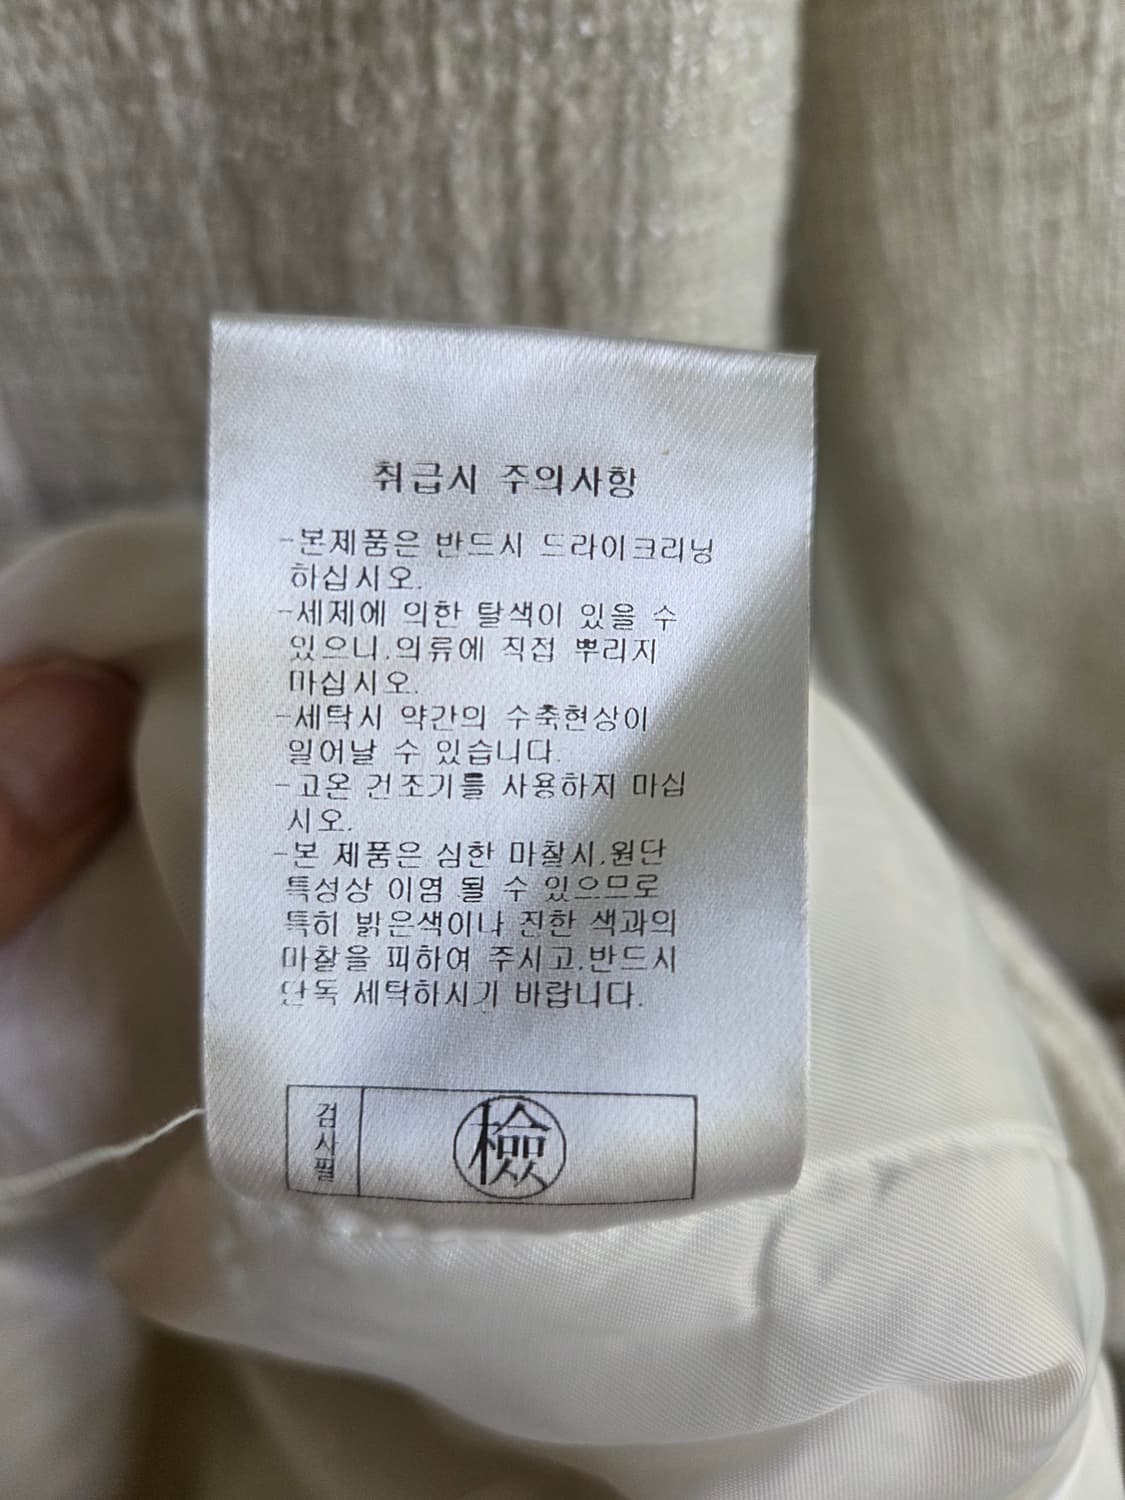 취급시 주의사항
-본제품은 반드시 드라이크리닝
하십시오.
-세제에 의한 탈색이 있을 수
있으니.의류에 직접 뿌리지
마십시오.
-세탁시 약간의 수축현상이
일어날 수 있습니다.
-고온 건조기를 사용하지 마십
시오.
-본 제품은 심한 마찰시.원단
특성상 이염 될 수 있으므로
특히 밝은색이나 진한 색과의
마찰을 피하여 주시고.반드시
단독 세탁하시기 바랍니다.
검사필 檢